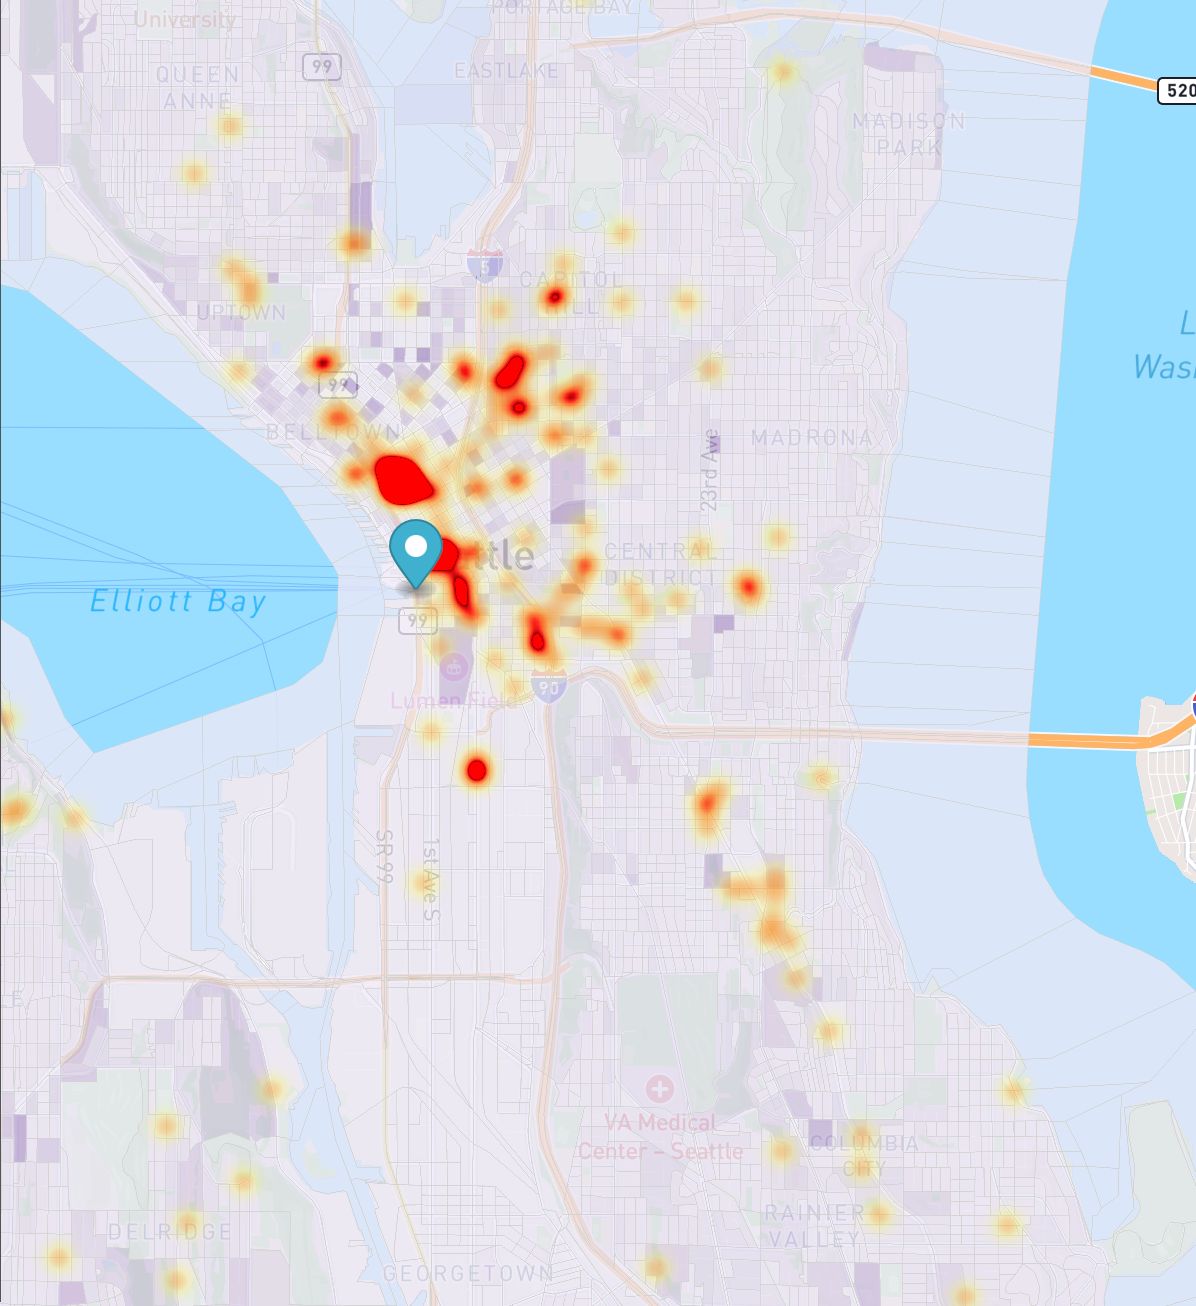 PORTAGE BAY
University
99
EASTLAKE
QUEEN
ANNE
520
MADISON
PARK
5
CAPITOL
HILL
UPTOWN
L
Wash
99
BELLTOWN
MADRONA
23rd Ave
ttle
CENTRAL
DISTRICT
Elliott Bay
99
Lumen Field
90
SR 99
1st Ave S
VA Medical
Center – Seattle
COLUMBIA
CITY
RAINIER
VALLEY
DELRIDGE
GEORGETOWN